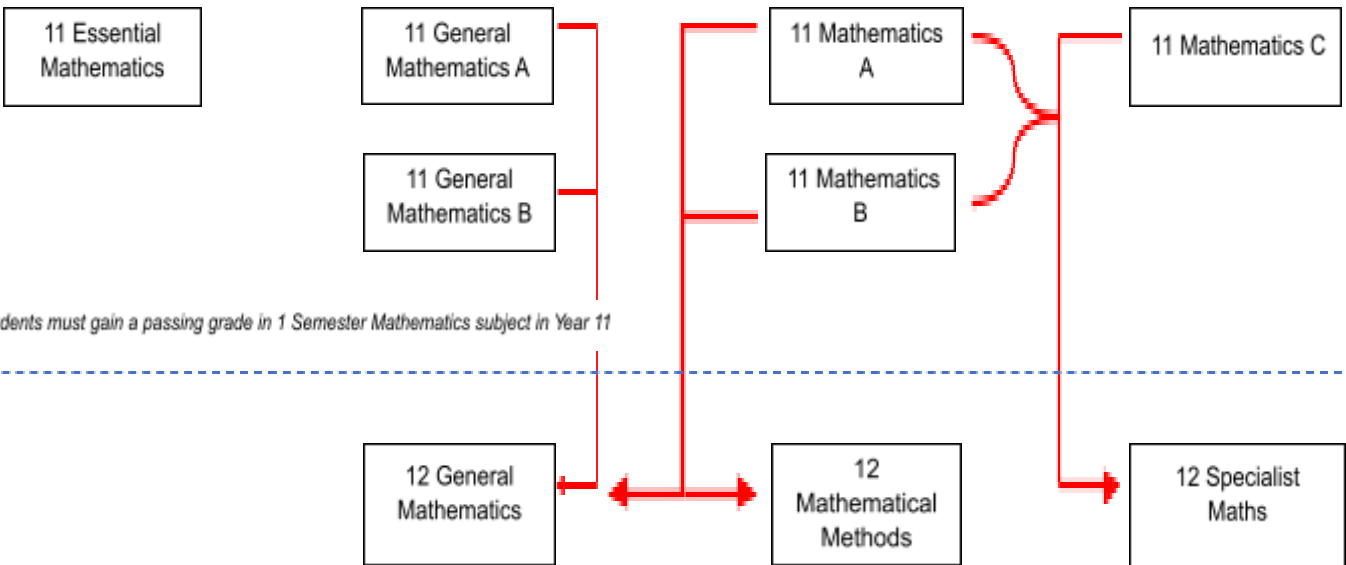 11 Essential
Mathematics
11 General
Mathematics A
11 Mathematics
A
11 Mathematics C
11 General
Mathematics B
11 Mathematics
B
dents must gain a passing grade in 1 Semester Mathematics subject in Year 11
12 General
Mathematics
12
Mathematical
Methods
12 Specialist
Maths